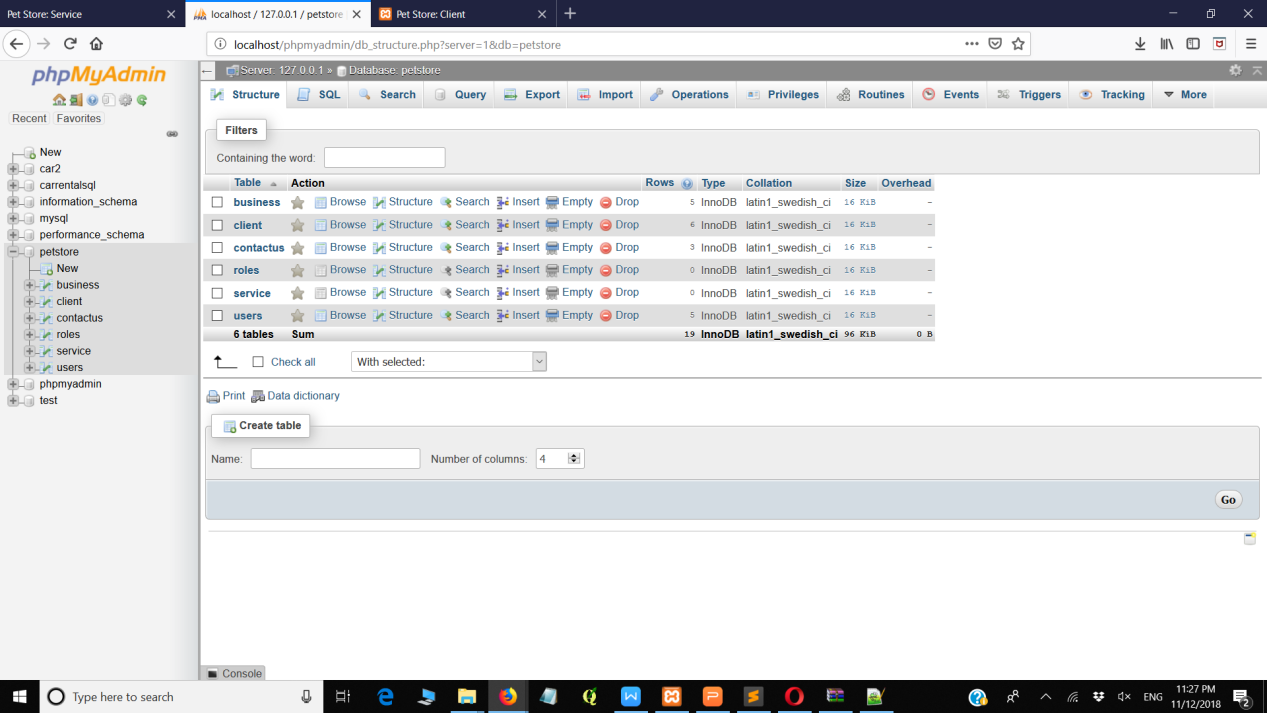 Pet Store: Service
localhost / 127.0.0.1 / petstore
Pet Store: Client
localhost/phpmyadmin/db_structure.php?server=1&db=petstore
phpMyAdmin
Recent Favorites
New
car2
carrentalsql
information_schema
mysql
performance_schema
petstore
New
business
client
contactus
roles
service
users
phpmyadmin
test
Server: 127.0.0.1 » Database: petstore
Structure SQL Search Query Export Import Operations Privileges Routines Events Triggers Tracking More
Filters
Containing the word:
Table Action Rows Type Collation Size Overhead
business Browse Structure Search Insert Empty Drop 5 InnoDB latin1_swedish_ci 16 KiB -
client Browse Structure Search Insert Empty Drop 6 InnoDB latin1_swedish_ci 16 KiB -
contactus Browse Structure Search Insert Empty Drop 3 InnoDB latin1_swedish_ci 16 KiB -
roles Browse Structure Search Insert Empty Drop 0 InnoDB latin1_swedish_ci 16 KiB -
service Browse Structure Search Insert Empty Drop 0 InnoDB latin1_swedish_ci 16 KiB -
users Browse Structure Search Insert Empty Drop 5 InnoDB latin1_swedish_ci 16 KiB -
6 tables Sum 19 InnoDB latin1_swedish_ci 96 KiB 0 B
Check all With selected:
Print Data dictionary
Create table
Name: Number of columns: 4
Go
Console
Type here to search
ENG
11:27 PM
11/12/2018
2